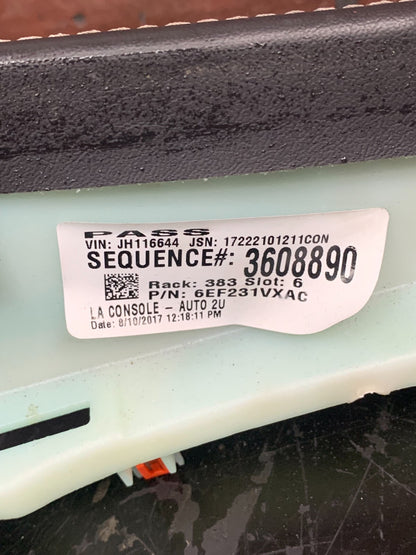 PASS
VIN: JH116644 JSN: 17222101211CON
SEQUENCE#: 3608890
Rack: 383 Slot: 6
P/N: 6EF231VXAC
LA CONSOLE - AUTO 2U
Date: 8/10/2017 12:18:11 PM